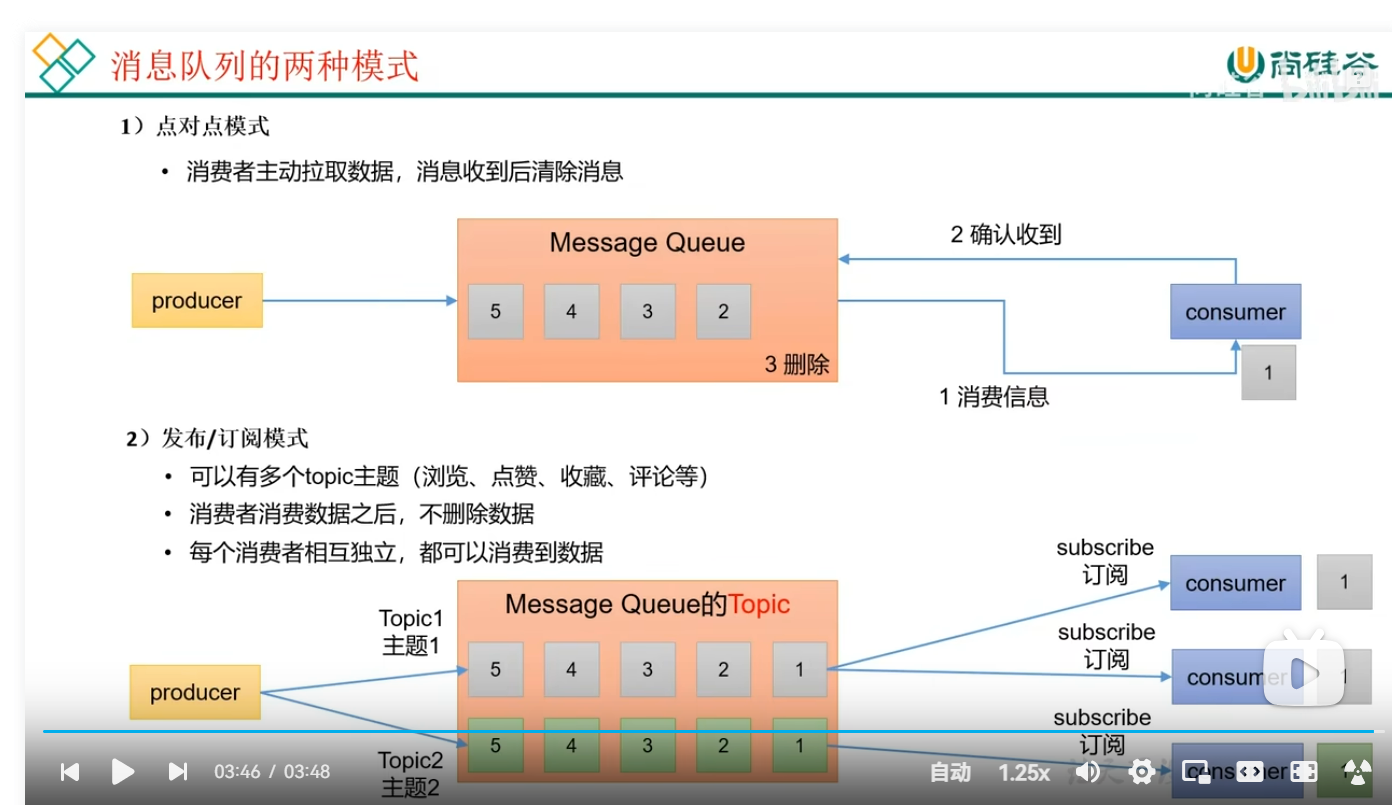 消息队列的两种模式
尚硅谷
1）点对点模式
• 消费者主动拉取数据，消息收到后清除消息
Message Queue
2 确认收到
producer
5 4 3 2
consumer
3 删除
1
1 消费信息
2）发布/订阅模式
• 可以有多个topic主题（浏览、点赞、收藏、评论等）
• 消费者消费数据之后，不删除数据
• 每个消费者相互独立，都可以消费到数据
subscribe
订阅
consumer
1
Message Queue的Topic
Topic1
主题1
subscribe
订阅
5 4 3 2 1
producer
consumer
1
subscribe
订阅
5 4 3 2 1
Topic2
主题2
consumer
1
03:46 / 03:48
自动
1.25x